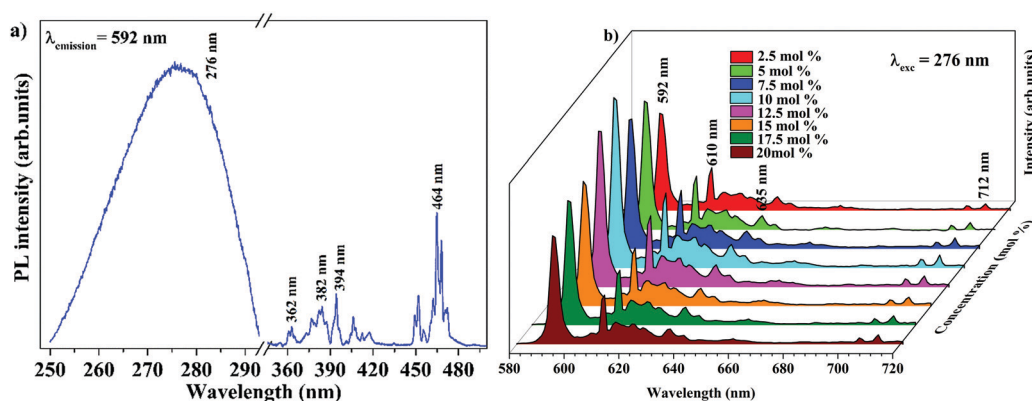 a)
λemission = 592 nm
276 nm
362 nm
382 nm
394 nm
464 nm
PL intensity (arb.units)
250 260 270 280 290 360 390 420 450 480
Wavelength (nm)
b)
λexc = 276 nm
2.5 mol %
5 mol %
7.5 mol %
10 mol %
12.5 mol %
15 mol %
17.5 mol %
20mol %
592 nm
610 nm
635 nm
712 nm
Intensity (arb. units)
Concentration (mol %)
580 600 620 640 660 680 700 720
Wavelength (nm)